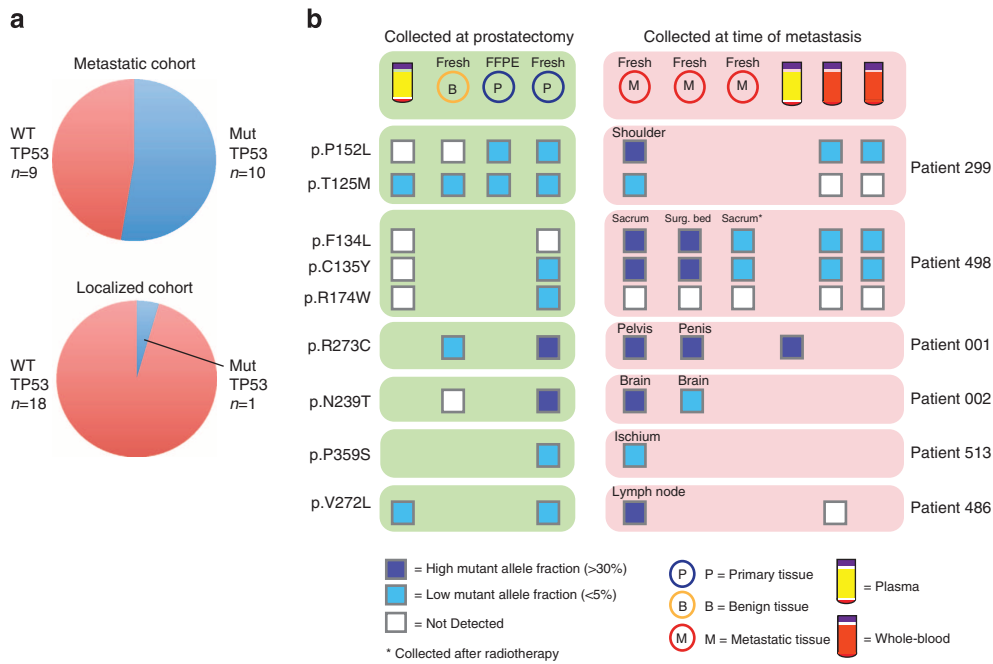 a
Metastatic cohort
WT
TP53
n=9
Mut
TP53
n=10
Localized cohort
WT
TP53
n=18
Mut
TP53
n=1
b
Collected at prostatectomy
Collected at time of metastasis
Fresh FFPE Fresh
B P P
Fresh Fresh Fresh
M M M
p.P152L
p.T125M
Shoulder
Patient 299
p.F134L
p.C135Y
p.R174W
Sacrum Surg. bed Sacrum*
Patient 498
p.R273C
Pelvis Penis
Patient 001
p.N239T
Brain Brain
Patient 002
p.P359S
Ischium
Patient 513
p.V272L
Lymph node
Patient 486
= High mutant allele fraction (>30%)
= Low mutant allele fraction (<5%)
= Not Detected
* Collected after radiotherapy
P P = Primary tissue
B B = Benign tissue
M M = Metastatic tissue
= Plasma
= Whole-blood